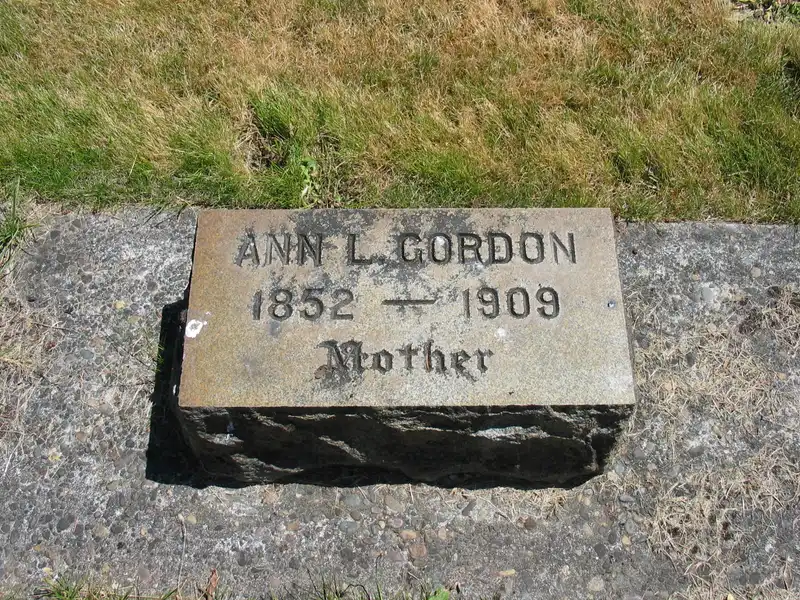 ANN L. GORDON
1852 — 1909
Mother